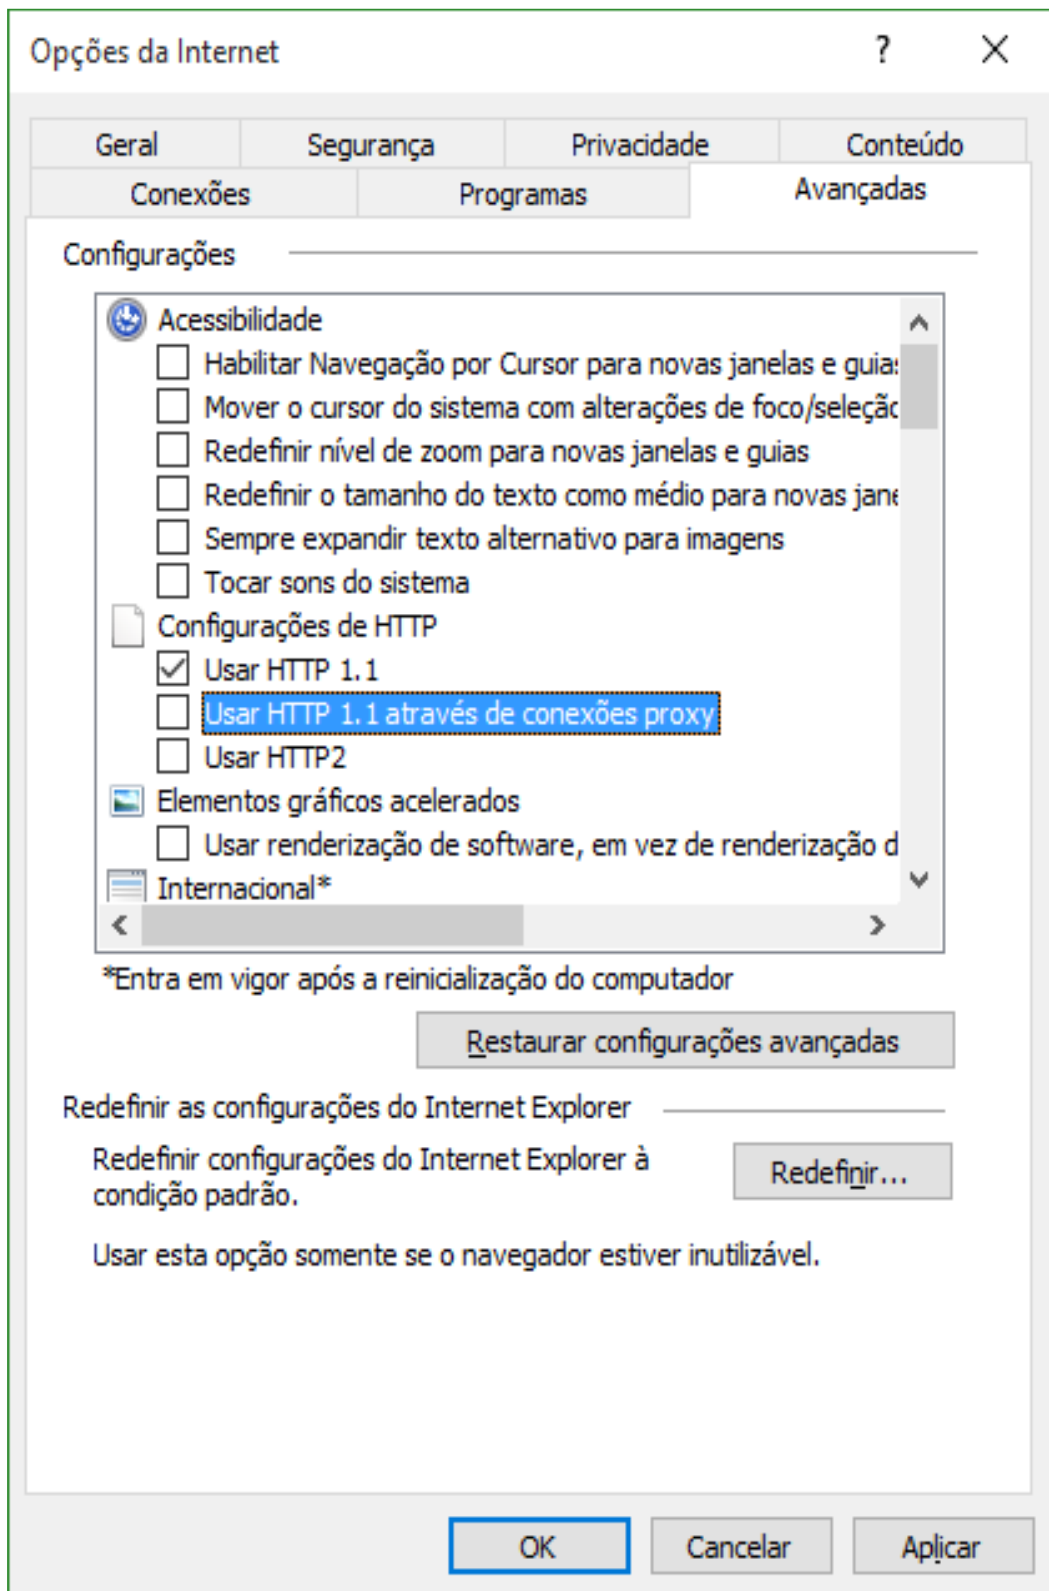 Opções da Internet
?
Geral Segurança Privacidade Conteúdo
Conexões Programas Avançadas
Configurações
Acessibilidade
Habilitar Navegação por Cursor para novas janelas e guias
Mover o cursor do sistema com alterações de foco/seleção
Redefinir nível de zoom para novas janelas e guias
Redefinir o tamanho do texto como médio para novas jane
Sempre expandir texto alternativo para imagens
Tocar sons do sistema
Configurações de HTTP
Usar HTTP 1.1
Usar HTTP 1.1 através de conexões proxy
Usar HTTP2
Elementos gráficos acelerados
Usar renderização de software, em vez de renderização d
Internacional*
*Entra em vigor após a reinicialização do computador
Restaurar configurações avançadas
Redefinir as configurações do Internet Explorer
Redefinir configurações do Internet Explorer à
condição padrão.
Redefinir...
Usar esta opção somente se o navegador estiver inutilizável.
OK Cancelar Aplicar